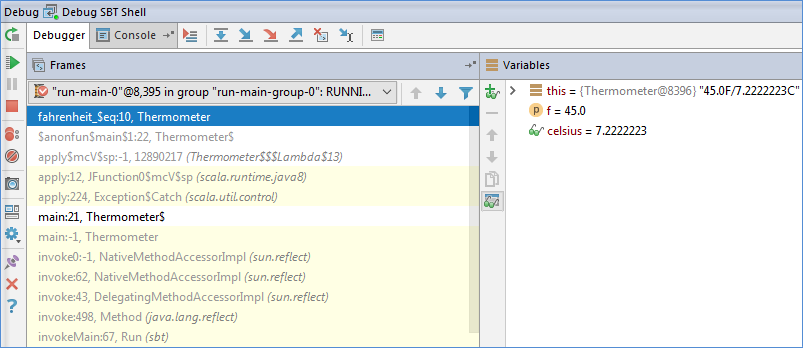 Debug Debug SBT Shell
Debugger Console
Frames
"run-main-0"@8,395 in group "run-main-group-0": RUNNI...
fahrenheit_$eq:10, Thermometer
$anonfun$main$1:22, Thermometer$
apply$mcV$sp:-1, 12890217 (Thermometer$$$Lambda$13)
apply:12, JFunction0$mcV$sp (scala.runtime.java8)
apply:224, Exception$Catch (scala.util.control)
main:21, Thermometer$
main:-1, Thermometer
invoke0:-1, NativeMethodAccessorImpl (sun.reflect)
invoke:62, NativeMethodAccessorImpl (sun.reflect)
invoke:43, DelegatingMethodAccessorImpl (sun.reflect)
invoke:498, Method (java.lang.reflect)
invokeMain:67, Run (sbt)
Variables
this = {Thermometer@8396} "45.0F/7.2222223C"
p f = 45.0
celsius = 7.2222223